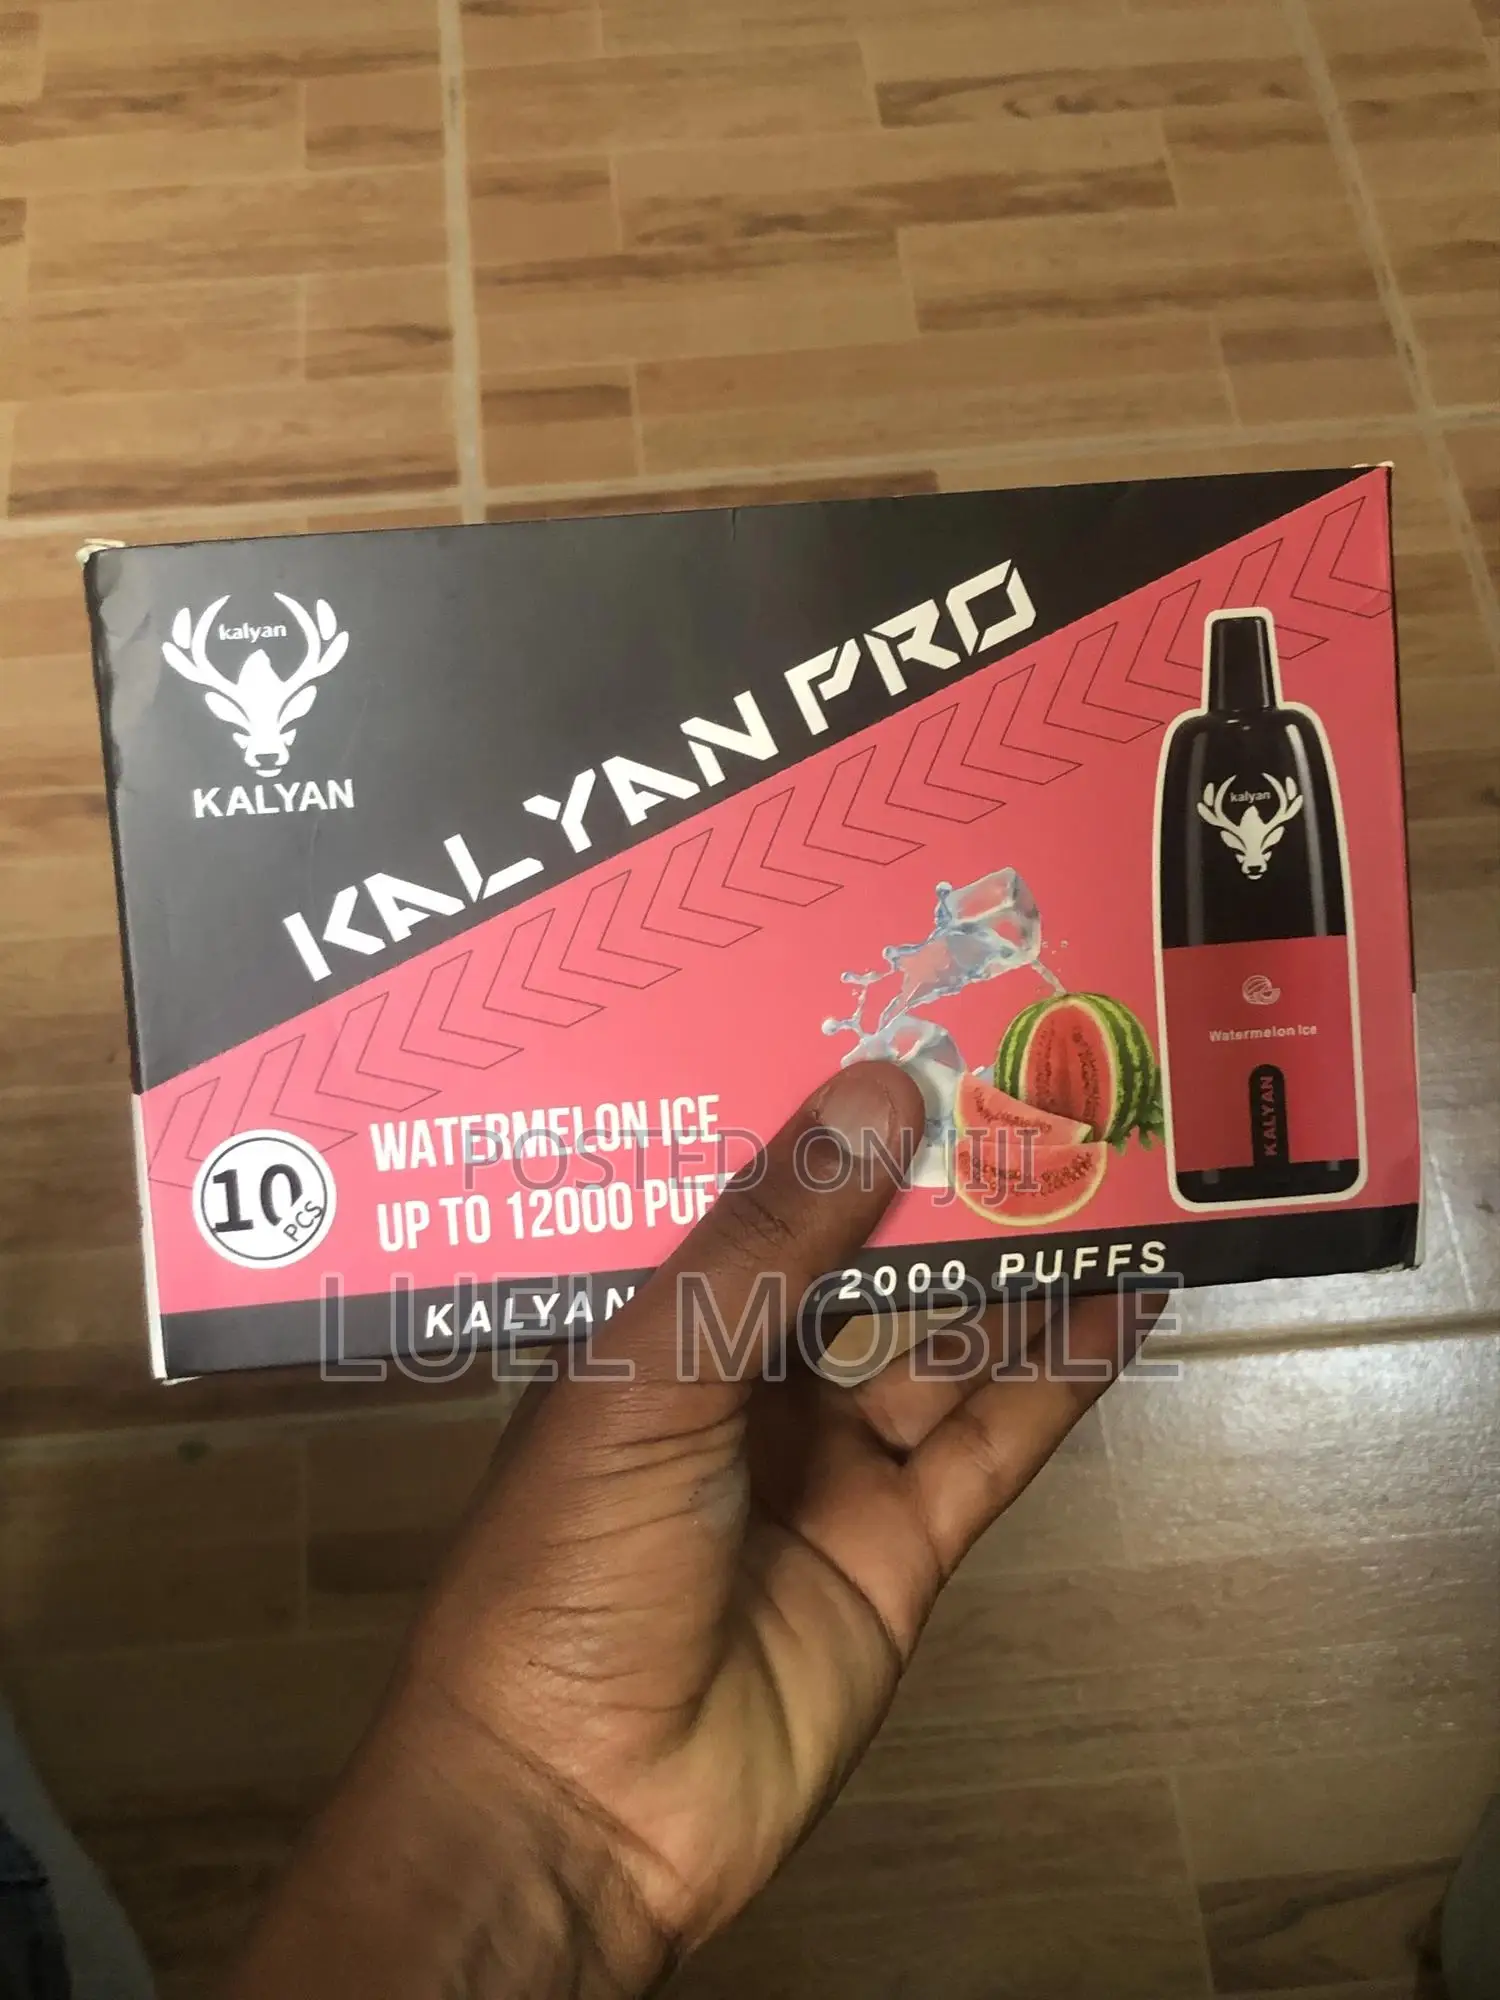 kalyan
KALYAN
KALYAN PRO
kalyan
Watermelon Ice
KALYAN
WATERMELON ICE
UP TO 12000
10
PCS
KALYAN 2000 PUFFS
POSTED ON JIJI
LUEL MOBILE